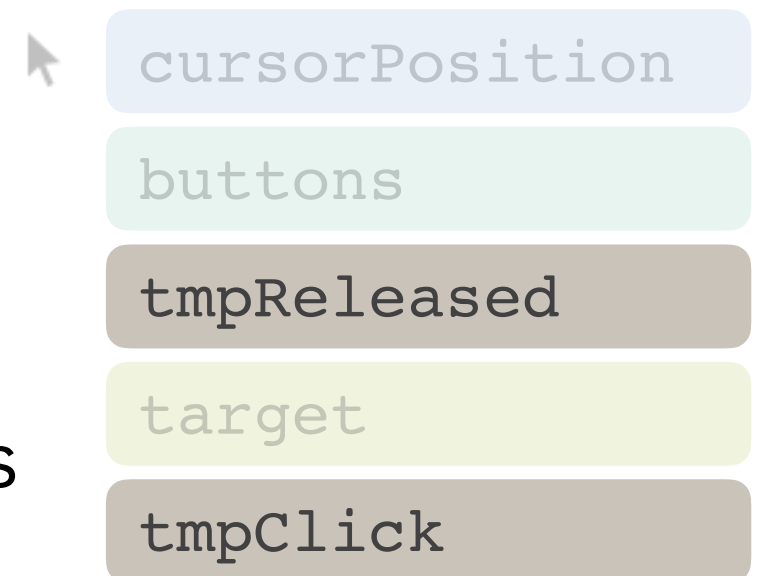 cursorPosition
buttons
tmpReleased
target
s
tmpClick